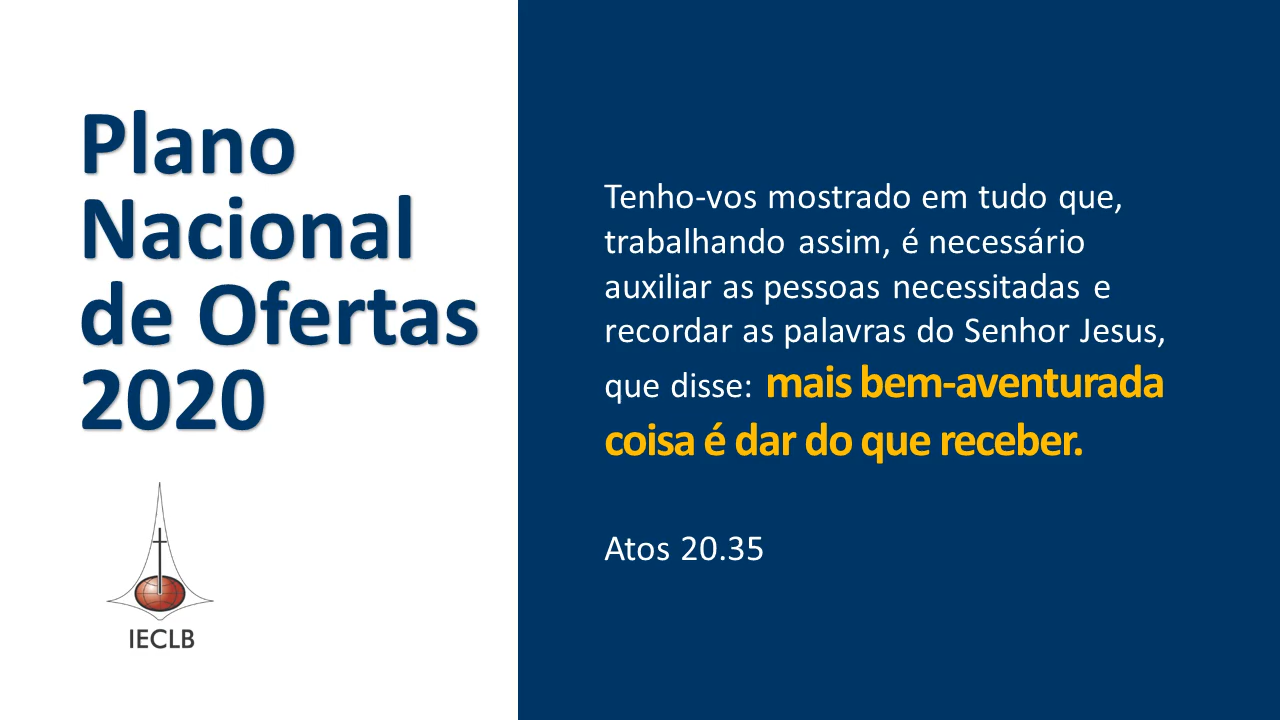 Plano
Nacional
de Ofertas
2020
IECLB
Tenho-vos mostrado em tudo que,
trabalhando assim, é necessário
auxiliar as pessoas necessitadas e
recordar as palavras do Senhor Jesus,
que disse: mais bem-aventurada
coisa é dar do que receber.
Atos 20.35